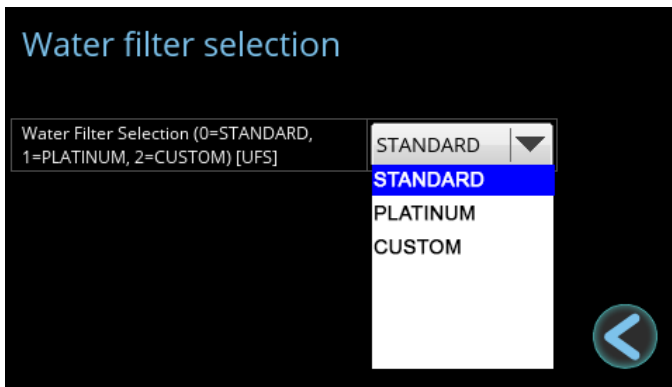 Water filter selection
Water Filter Selection (0=STANDARD,
1=PLATINUM, 2=CUSTOM) [UFS]
STANDARD
STANDARD
PLATINUM
CUSTOM